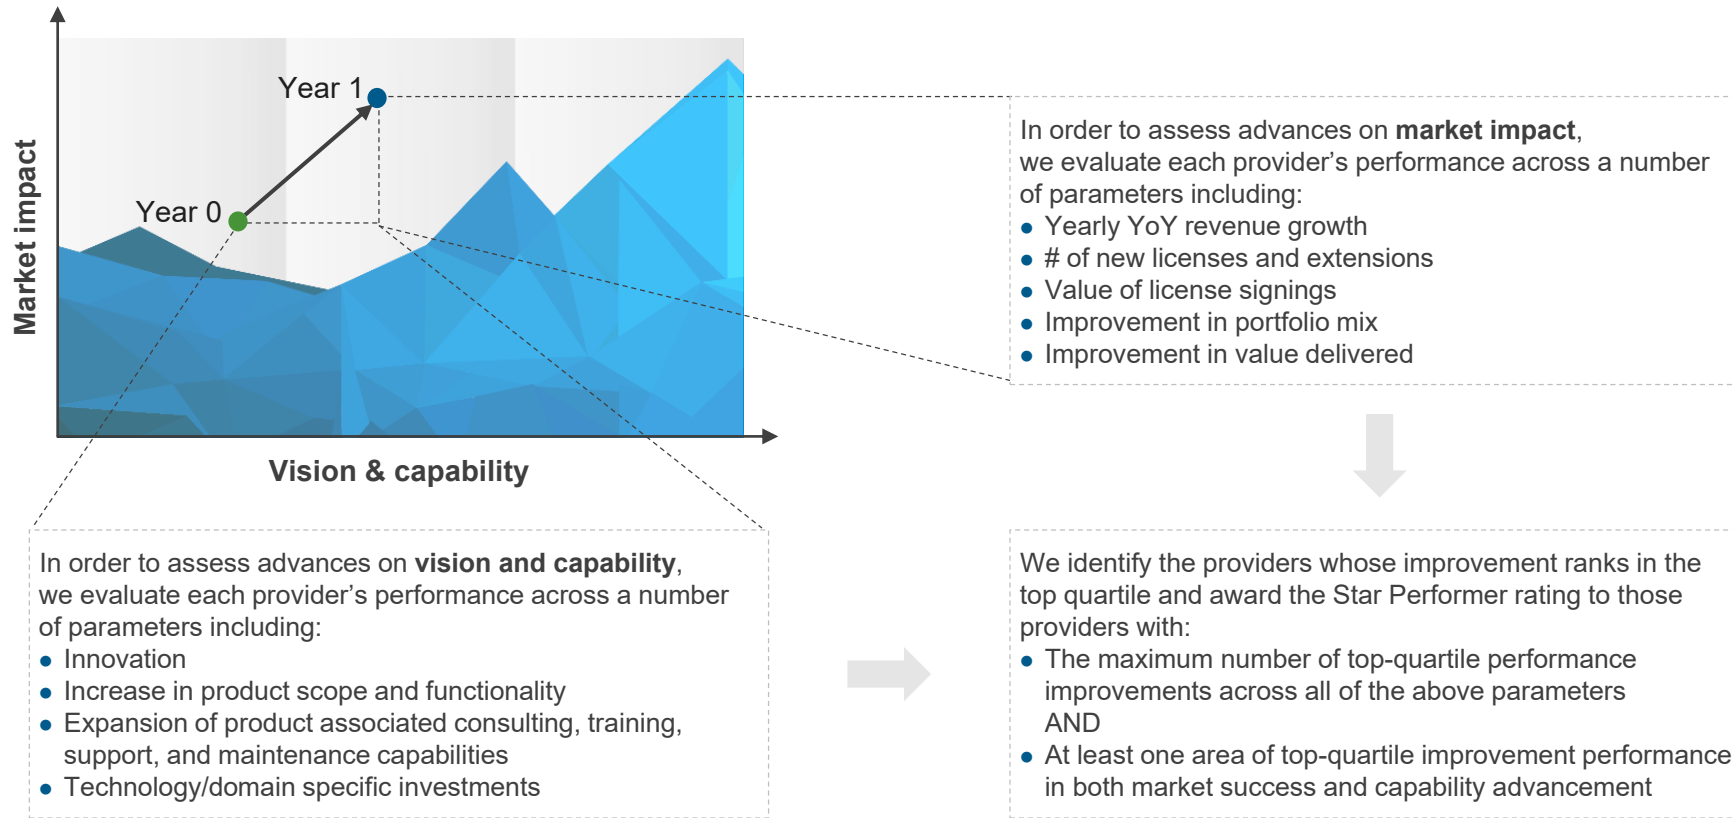 Year 1
Year 0
Market impact
Vision & capability
In order to assess advances on market impact,
we evaluate each provider’s performance across a number
of parameters including:
● Yearly YoY revenue growth
● # of new licenses and extensions
● Value of license signings
● Improvement in portfolio mix
● Improvement in value delivered
In order to assess advances on vision and capability,
we evaluate each provider’s performance across a number
of parameters including:
● Innovation
● Increase in product scope and functionality
● Expansion of product associated consulting, training,
support, and maintenance capabilities
● Technology/domain specific investments
We identify the providers whose improvement ranks in the
top quartile and award the Star Performer rating to those
providers with:
● The maximum number of top-quartile performance
improvements across all of the above parameters
AND
● At least one area of top-quartile improvement performance
in both market success and capability advancement